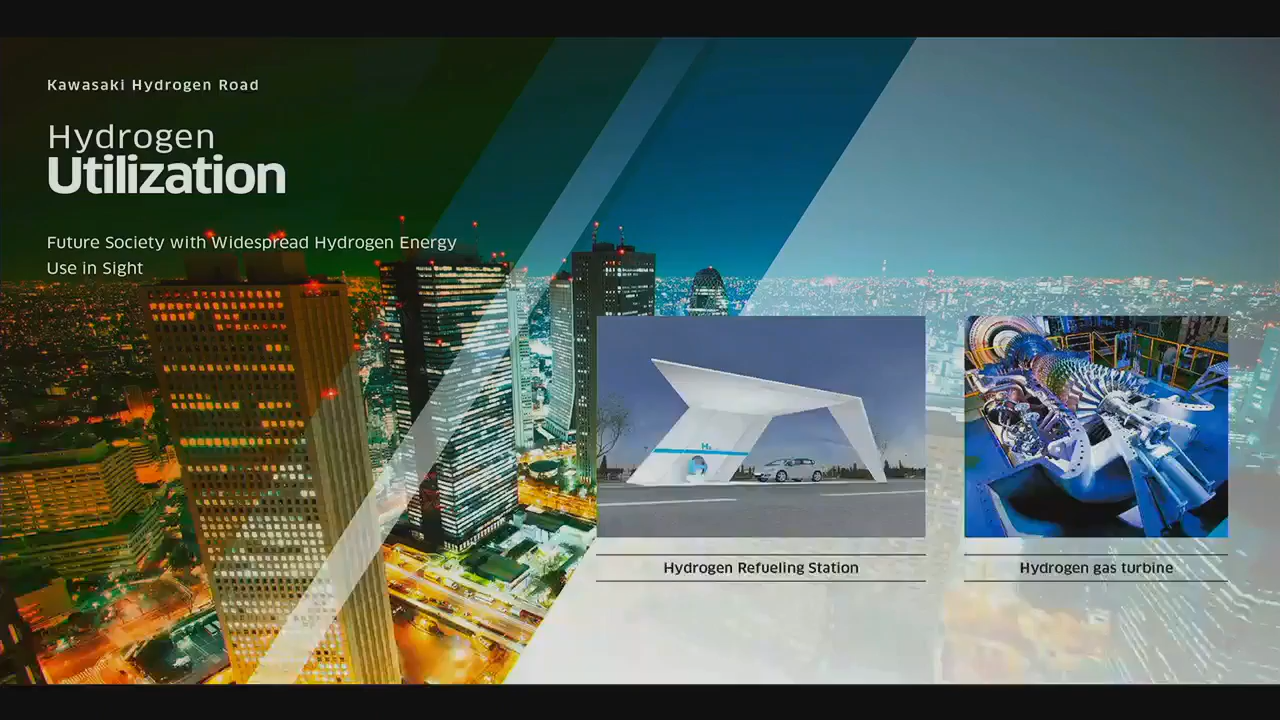 Kawasaki Hydrogen Road
Hydrogen
Utilization
Future Society with Widespread Hydrogen Energy
Use in Sight
H₂
Hydrogen Refueling Station
Hydrogen gas turbine